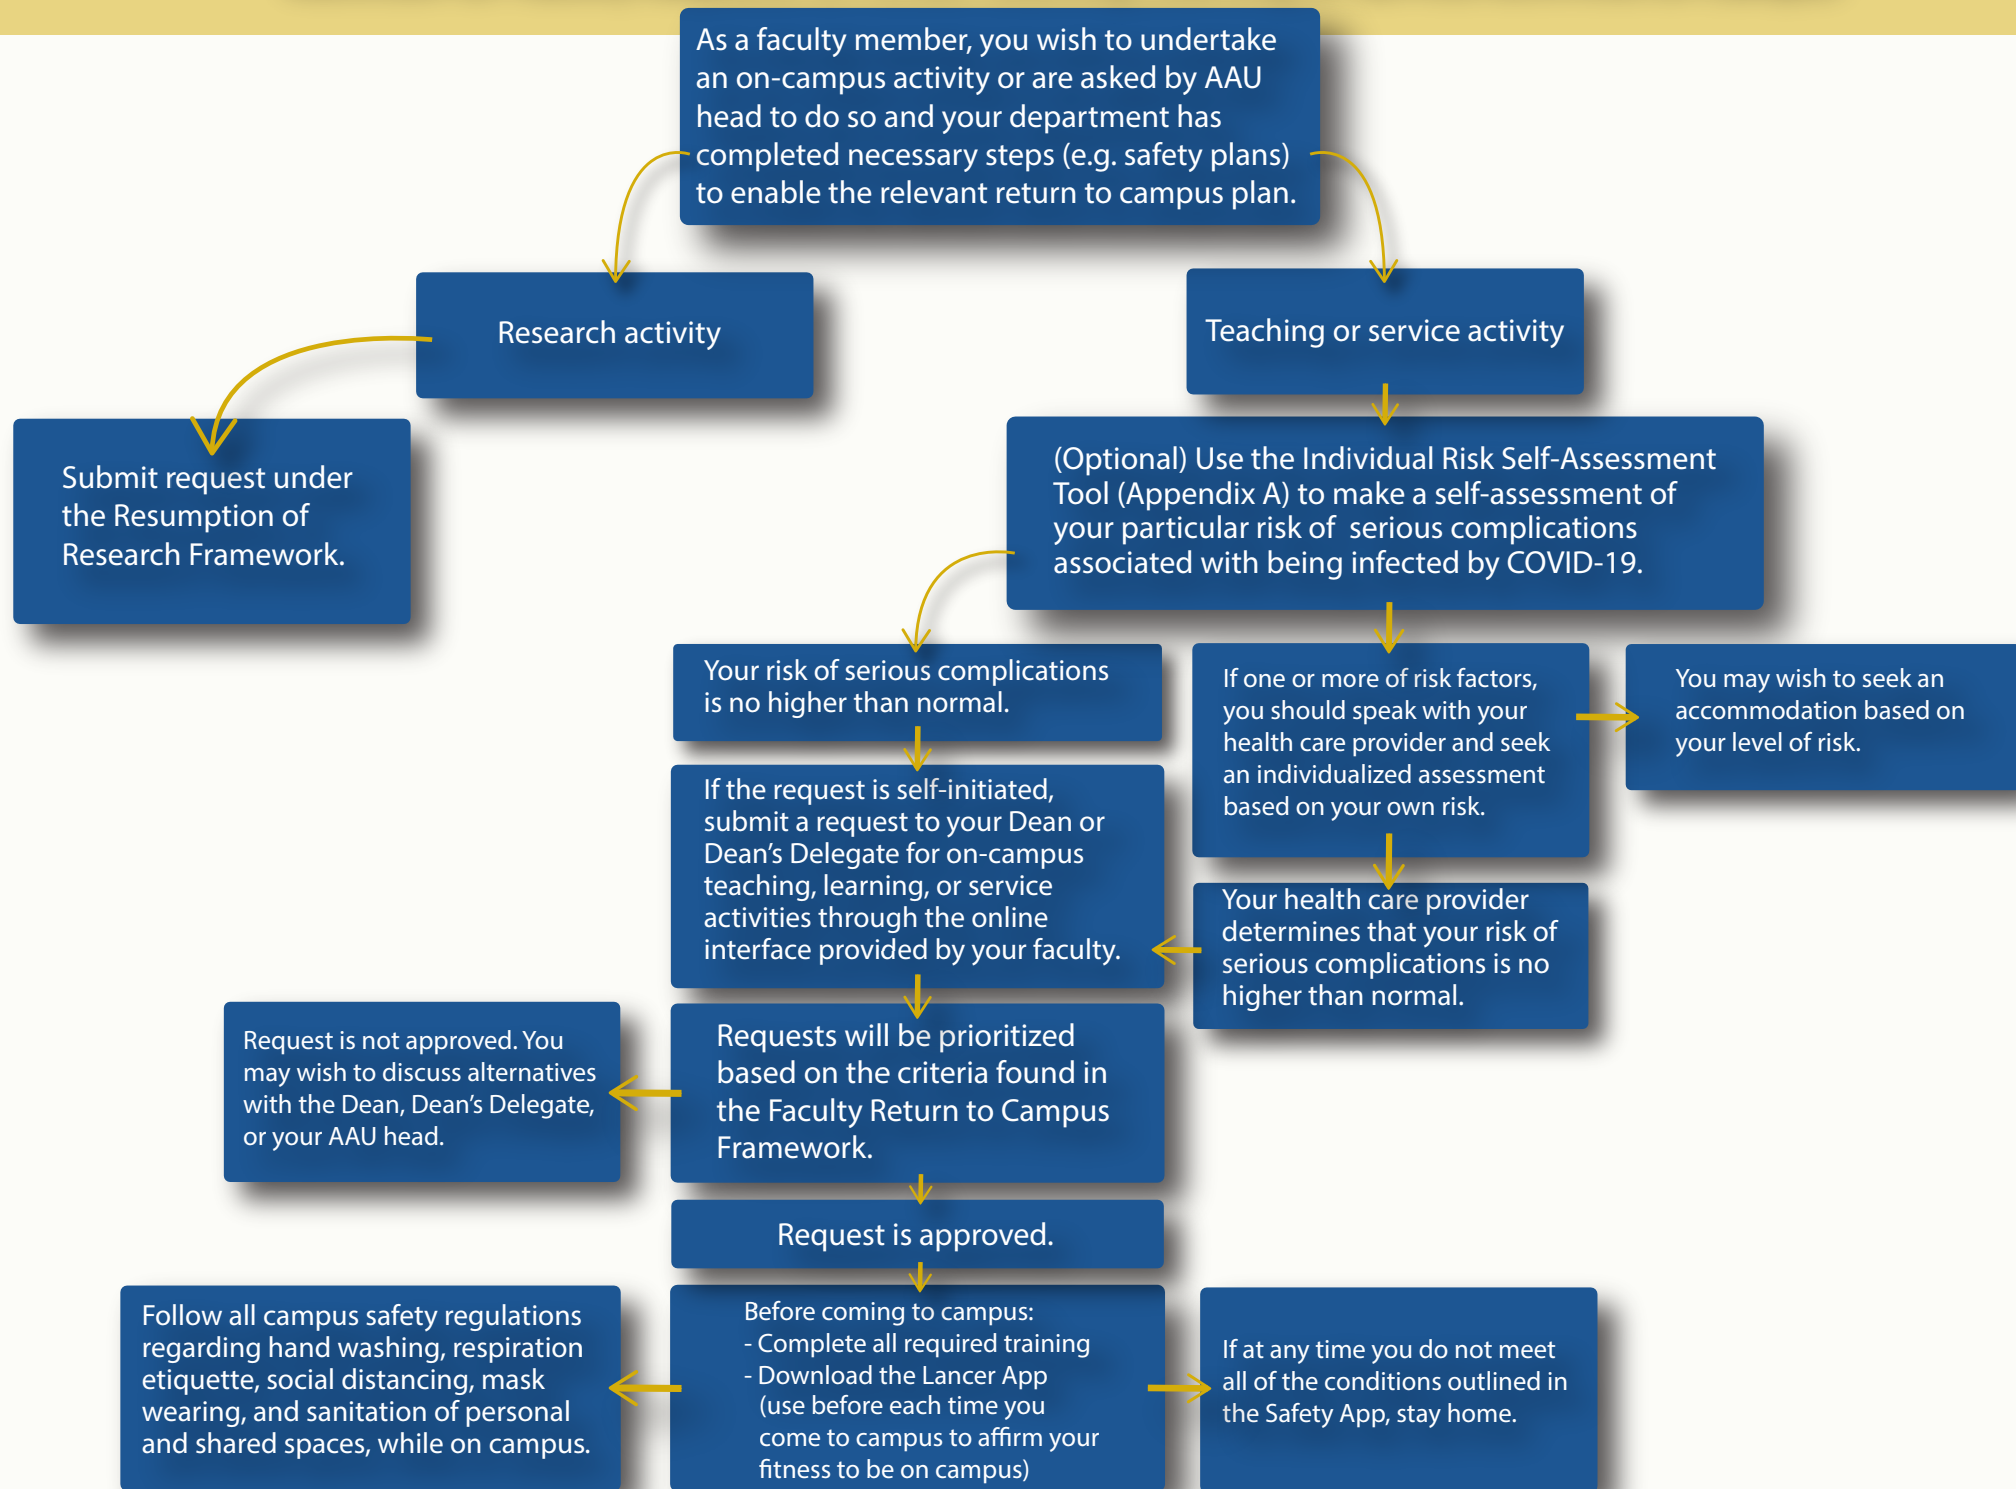 As a faculty member, you wish to undertake
an on-campus activity or are asked by AAU
head to do so and your department has
completed necessary steps (e.g. safety plans)
to enable the relevant return to campus plan.
Research activity
Teaching or service activity
Submit request under
the Resumption of
Research Framework.
(Optional) Use the Individual Risk Self-Assessment
Tool (Appendix A) to make a self-assessment of
your particular risk of serious complications
associated with being infected by COVID-19.
Your risk of serious complications
is no higher than normal.
If one or more of risk factors,
you should speak with your
health care provider and seek
an individualized assessment
based on your own risk.
You may wish to seek an
accommodation based on
your level of risk.
If the request is self-initiated,
submit a request to your Dean or
Dean's Delegate for on-campus
teaching, learning, or service
activities through the online
interface provided by your faculty.
Your health care provider
determines that your risk of
serious complications is no
higher than normal.
Request is not approved. You
may wish to discuss alternatives
with the Dean, Dean's Delegate,
or your AAU head.
Requests will be prioritized
based on the criteria found in
the Faculty Return to Campus
Framework.
Request is approved.
Follow all campus safety regulations
regarding hand washing, respiration
etiquette, social distancing, mask
wearing, and sanitation of personal
and shared spaces, while on campus.
Before coming to campus:
- Complete all required training
- Download the Lancer App
(use before each time you
come to campus to affirm your
fitness to be on campus)
If at any time you do not meet
all of the conditions outlined in
the Safety App, stay home.